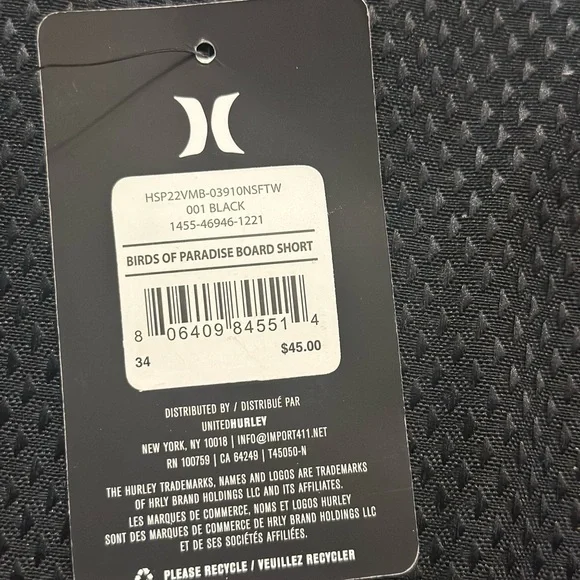 HSP22VMB-03910NSFTW
001 BLACK
1455-46946-1221
BIRDS OF PARADISE BOARD SHORT
8 06409 84551 4
34 $45.00
DISTRIBUTED BY / DISTRIBUÉ PAR
UNITEDHURLEY
NEW YORK, NY 10018 | INFO@IMPORT411.NET
RN 100759 | CA 64249 | T45050-N
THE HURLEY TRADEMARKS, NAMES AND LOGOS ARE TRADEMARKS
OF HRLY BRAND HOLDINGS LLC AND ITS AFFILIATES.
LES MARQUES DE COMMERCE, NOMS ET LOGOS HURLEY
SONT DES MARQUES DE COMMERCE DE HRLY BRAND HOLDINGS LLC
ET DE SES SOCIÉTÉS AFFILIÉES.
PLEASE RECYCLE / VEUILLEZ RECYCLER